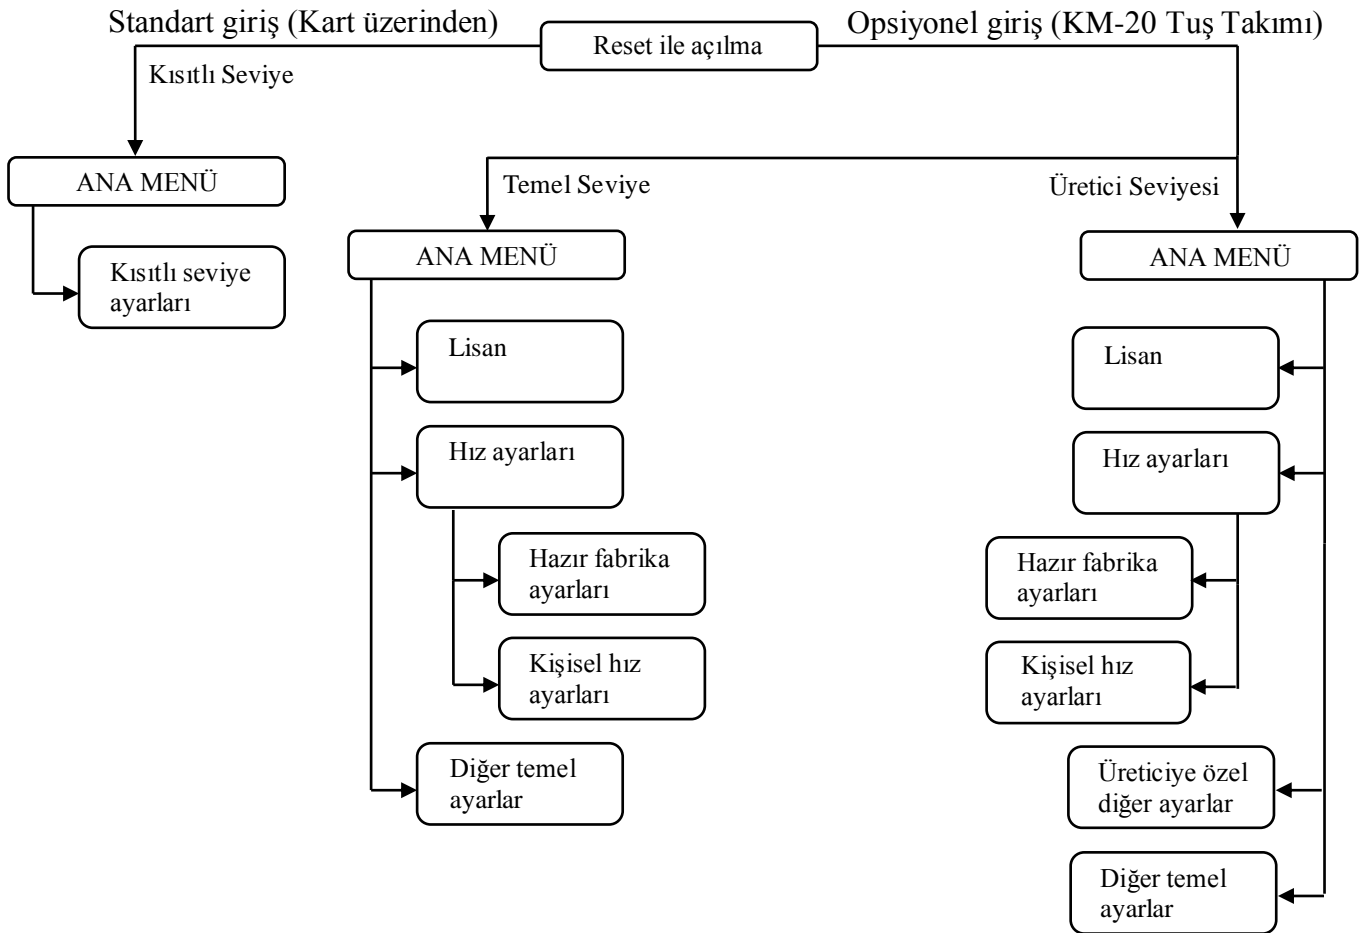 Standart giriş (Kart üzerinden)
Reset ile açılma
Opsiyonel giriş (KM-20 Tuş Takımı)
Kısıtlı Seviye
ANA MENÜ
Kısıtlı seviye
ayarları
Temel Seviye
ANA MENÜ
Lisan
Hız ayarları
Hazır fabrika
ayarları
Kişisel hız
ayarları
Diğer temel
ayarlar
Üretici Seviyesi
ANA MENÜ
Lisan
Hız ayarları
Hazır fabrika
ayarları
Kişisel hız
ayarları
Üreticiye özel
diğer ayarlar
Diğer temel
ayarlar